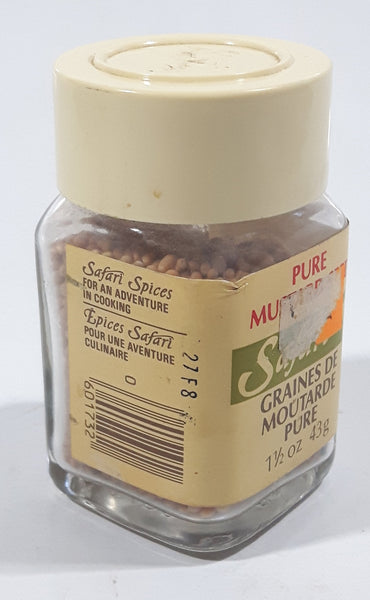 Safari Spices
FOR AN ADVENTURE
IN COOKING
Épices Safari
POUR UNE AVENTURE
CULINAIRE
21F8
0
601732
PURE
GRAINES DE
MOUTARDE
PURE
1½ oz 43g